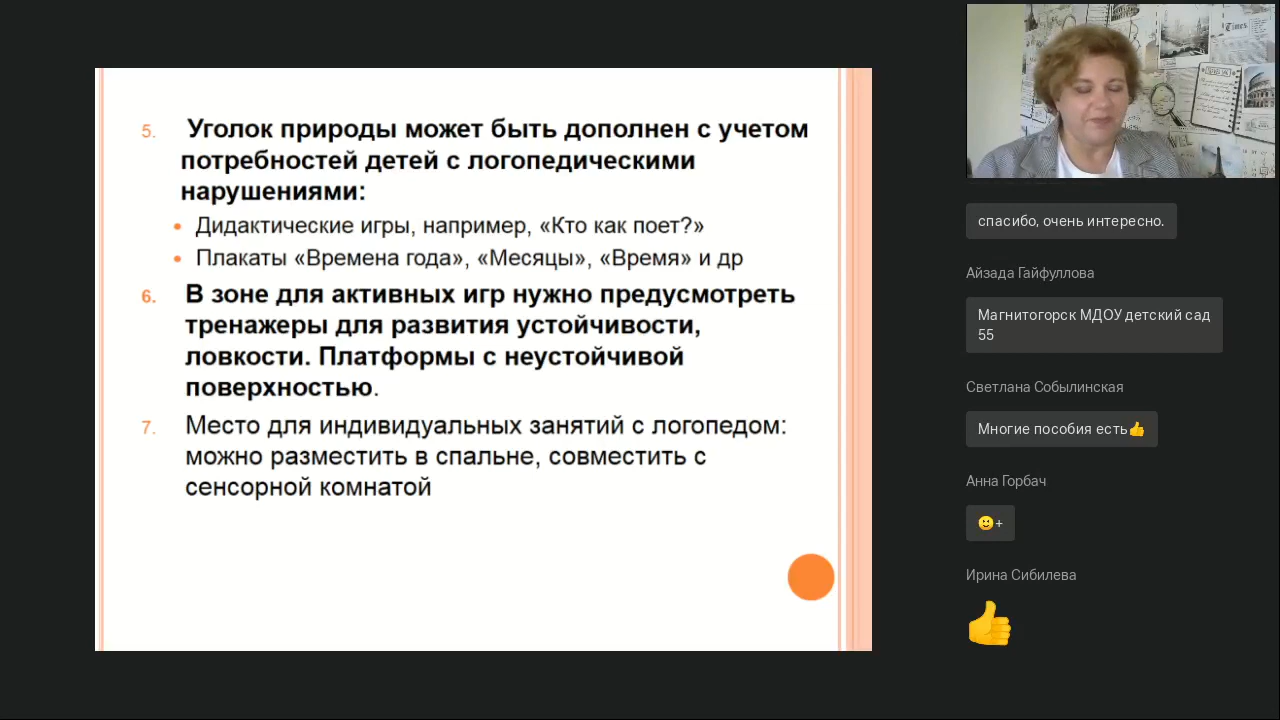 5. Уголок природы может быть дополнен с учетом
потребностей детей с логопедическими
нарушениями:
• Дидактические игры, например, «Кто как поет?»
• Плакаты «Времена года», «Месяцы», «Время» и др
6. В зоне для активных игр нужно предусмотреть
тренажеры для развития устойчивости,
ловкости. Платформы с неустойчивой
поверхностью.
7. Место для индивидуальных занятий с логопедом:
можно разместить в спальне, совместить с
сенсорной комнатой
Times
спасибо, очень интересно.
Айзада Гайфуллова
Магнитогорск МДОУ детский сад
55
Светлана Собылинская
Многие пособия есть👍
Анна Горбач
🙂+
Ирина Сибилева
👍